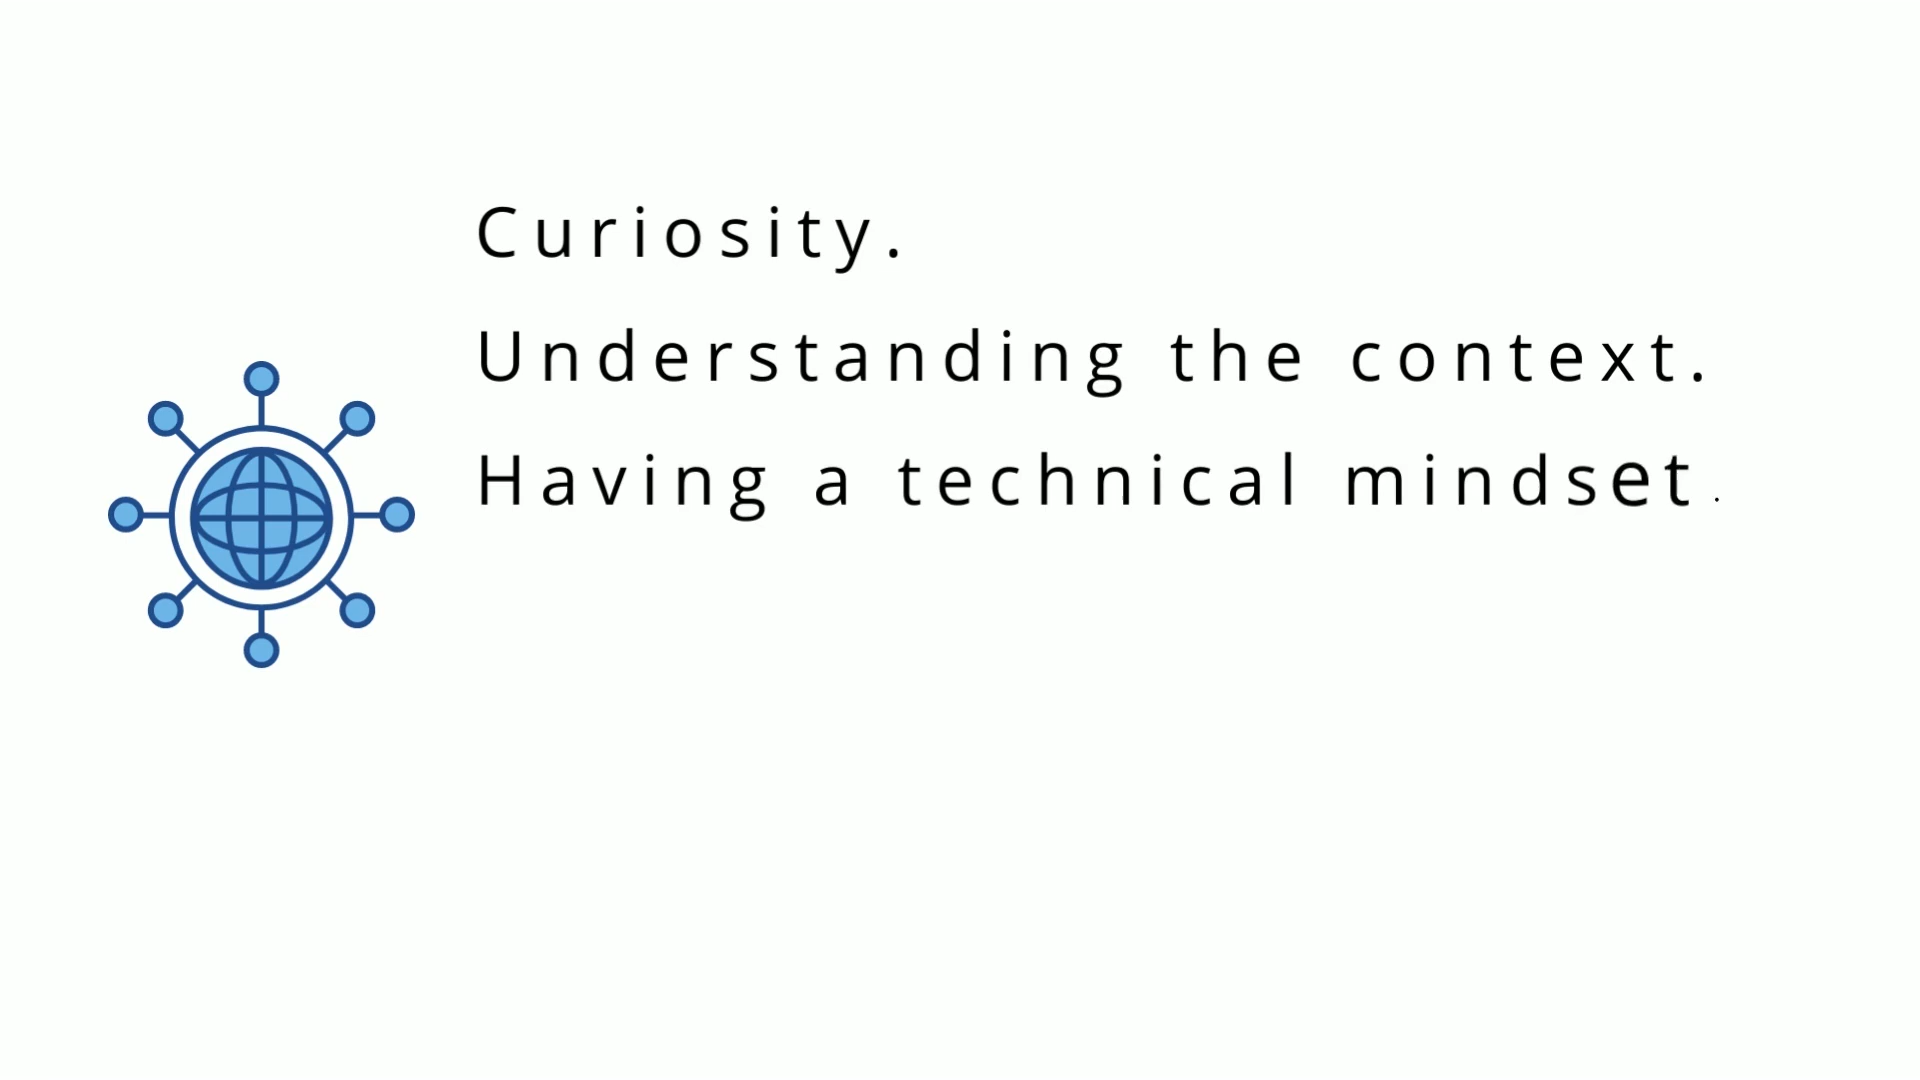 Curiosity.
Understanding the context.
Having a technical mindset.